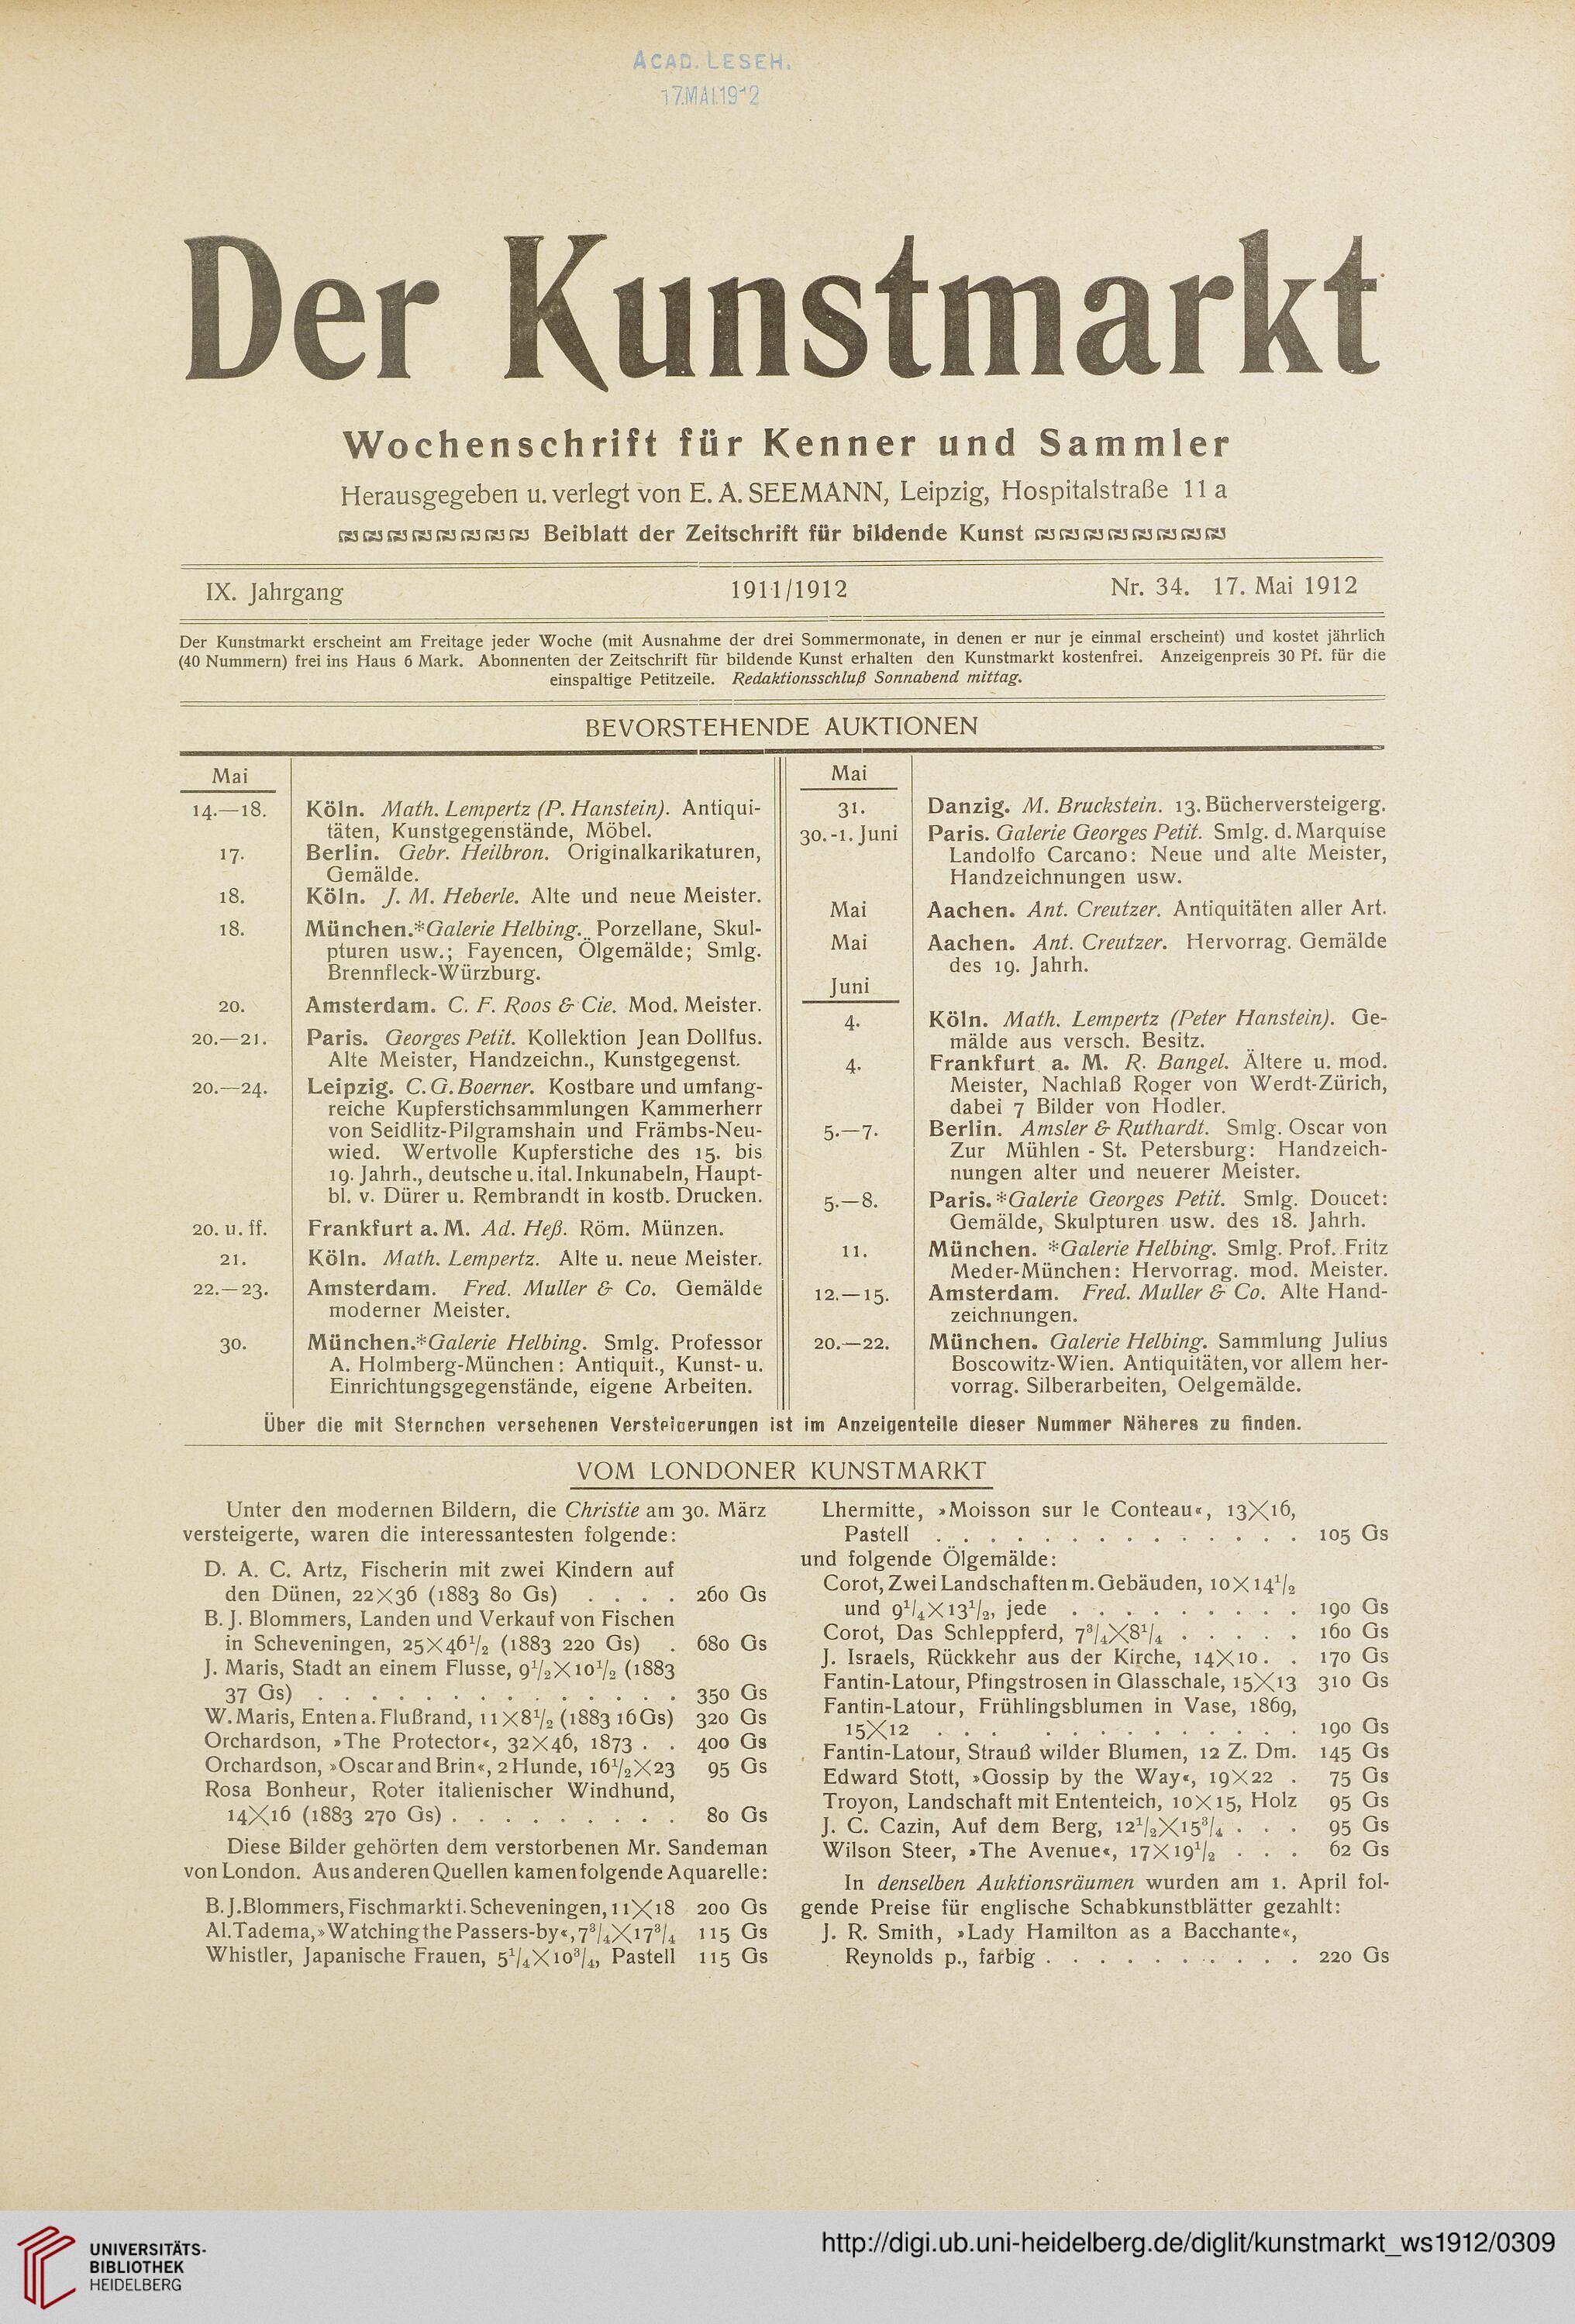 ACAD. LESEH.
17. MAI. 1912
Der Kunstmarkt
Wochenschrift für Kenner und Sammler
Herausgegeben u. verlegt von E. A. SEEMANN, Leipzig, Hospitalstraße 11 a
Beiblatt der Zeitschrift für bildende Kunst
IX. Jahrgang 1911/1912 Nr. 34. 17. Mai 1912
Der Kunstmarkt erscheint am Freitage jeder Woche (mit Ausnahme der drei Sommermonate, in denen er nur je einmal erscheint) und kostet jährlich
(40 Nummern) frei ins Haus 6 Mark. Abonnenten der Zeitschrift für bildende Kunst erhalten den Kunstmarkt kostenfrei. Anzeigenpreis 30 Pf. für die
einspaltige Petitzeile. Redaktionsschluß Sonnabend mittag.
BEVORSTEHENDE AUKTIONEN
Mai
14.—18. Köln. Math. Lempertz (P. Hanstein). Antiqui-
täten, Kunstgegenstände, Möbel.
17. Berlin. Gebr. Heilbron. Originalkarikaturen,
Gemälde.
18. Köln. J. M. Heberle. Alte und neue Meister.
18. München.*Galerie Helbing. Porzellane, Skul-
pturen usw.; Fayencen, Ölgemälde; Smlg.
Brennfleck-Würzburg.
20. Amsterdam. C. F. Roos & Cie. Mod. Meister.
20.—21. Paris. Georges Petit. Kollektion Jean Dollfus.
Alte Meister, Handzeichn., Kunstgegenst.
20.—24. Leipzig. C. G. Boerner. Kostbare und umfang-
reiche Kupferstichsammlungen Kammerherr
von Seidlitz-Pilgramshain und Främbs-Neu-
wied. Wertvolle Kupferstiche des 15. bis
19. Jahrh., deutsche u. ital. Inkunabeln, Haupt-
bl. v. Dürer u. Rembrandt in kostb. Drucken.
20. u. ff. Frankfurt a. M. Ad. Heß. Röm. Münzen.
21. Köln. Math. Lempertz. Alte u. neue Meister.
22.—23. Amsterdam. Fred. Muller & Co. Gemälde
moderner Meister.
30. München.*Galerie Helbing. Smlg. Professor
A. Holmberg-München: Antiquit., Kunst- u.
Einrichtungsgegenstände, eigene Arbeiten.
Mai
31. Danzig. M. Bruckstein. 13. Bücherversteigerg.
30.-1. Juni Paris. Galerie Georges Petit. Smlg. d. Marquise
Landolfo Carcano: Neue und alte Meister,
Handzeichnungen usw.
Mai Aachen. Ant. Creutzer. Antiquitäten aller Art.
Mai Aachen. Ant. Creutzer. Hervorrag. Gemälde
des 19. Jahrh.
Juni
4. Köln. Math. Lempertz (Peter Hanstein). Ge-
mälde aus versch. Besitz.
4. Frankfurt a. M. R. Bangel. Ältere u. mod.
Meister, Nachlaß Roger von Werdt-Zürich,
dabei 7 Bilder von Hodler.
5.—7. Berlin. Amsler & Ruthardt. Smlg. Oscar von
Zur Mühlen - St. Petersburg: Handzeich-
nungen alter und neuerer Meister.
5.—8. Paris.*Galerie Georges Petit. Smlg. Doucet:
Gemälde, Skulpturen usw. des 18. Jahrh.
11. München. *Galerie Helbing. Smlg. Prof. Fritz
Meder-München: Hervorrag. mod. Meister.
12.—15. Amsterdam. Fred. Muller & Co. Alte Hand-
zeichnungen.
20.—22. München. Galerie Helbing. Sammlung Julius
Boscowitz-Wien. Antiquitäten, vor allem her-
vorrag. Silberarbeiten, Oelgemälde.
Über die mit Sternchen versehenen Versteigerungen ist im Anzeigenteile dieser Nummer Näheres zu finden.
VOM LONDONER KUNSTMARKT
Unter den modernen Bildern, die Christie am 30. März
versteigerte, waren die interessantesten folgende:
D. A. C. Artz, Fischerin mit zwei Kindern auf
den Dünen, 22×36 (1883 80 Gs) . . . . 260 Gs
B. J. Blommers, Landen und Verkauf von Fischen
in Scheveningen, 25×46½ (1883 220 Gs) . 680 Gs
J. Maris, Stadt an einem Flusse, 9½×10½ (1883
37 Gs) . . . . . . . . . . . . . . 350 Gs
W. Maris, Enten a. Flußrand, 11×8½ (1883 16 Gs) 320 Gs
Orchardson, »The Protector«, 32×46, 1873 . . 400 Gs
Orchardson, »Oscar and Brin«, 2 Hunde, 16½×23 95 Gs
Rosa Bonheur, Roter italienischer Windhund,
14×16 (1883 270 Gs) . . . . . . . . . 80 Gs
Diese Bilder gehörten dem verstorbenen Mr. Sandeman
von London. Aus anderen Quellen kamen folgende Aquarelle:
B. J. Blommers, Fischmarkt i. Scheveningen, 11×18 200 Gs
Al. Tadema, »Watching the Passers-by«, 7¾×17¾ 115 Gs
Whistler, Japanische Frauen, 5¼×10¾, Pastell 115 Gs
Lhermitte, »Moisson sur le Conteau«, 13×16,
Pastell . . . . . . . . . . . . . . 105 Gs
und folgende Ölgemälde:
Corot, Zwei Landschaften m. Gebäuden, 10×14½
und 9¼×13½, jede . . . . . . . . . 190 Gs
Corot, Das Schleppferd, 7¾×8¼ . . . . . 160 Gs
J. Israels, Rückkehr aus der Kirche, 14×10. . 170 Gs
Fantin-Latour, Pfingstrosen in Glasschale, 15×13 310 Gs
Fantin-Latour, Frühlingsblumen in Vase, 1869,
15×12 . . . . . . . . . . . . . 190 Gs
Fantin-Latour, Strauß wilder Blumen, 12 Z. Dm. 145 Gs
Edward Stott, »Gossip by the Way«, 19×22 . 75 Gs
Troyon, Landschaft mit Ententeich, 10×15, Holz 95 Gs
J. C. Cazin, Auf dem Berg, 12½×15¾ . . . 95 Gs
Wilson Steer, »The Avenue«, 17×19½ . . . 62 Gs
In denselben Auktionsräumen wurden am 1. April fol-
gende Preise für englische Schabkunstblätter gezahlt:
J. R. Smith, »Lady Hamilton as a Bacchante«,
Reynolds p., farbig . . . . . . . . . . 220 Gs
UNIVERSITÄTS-
BIBLIOTHEK
HEIDELBERG
http://digi.ub.uni-heidelberg.de/diglit/kunstmarkt_ws1912/0309